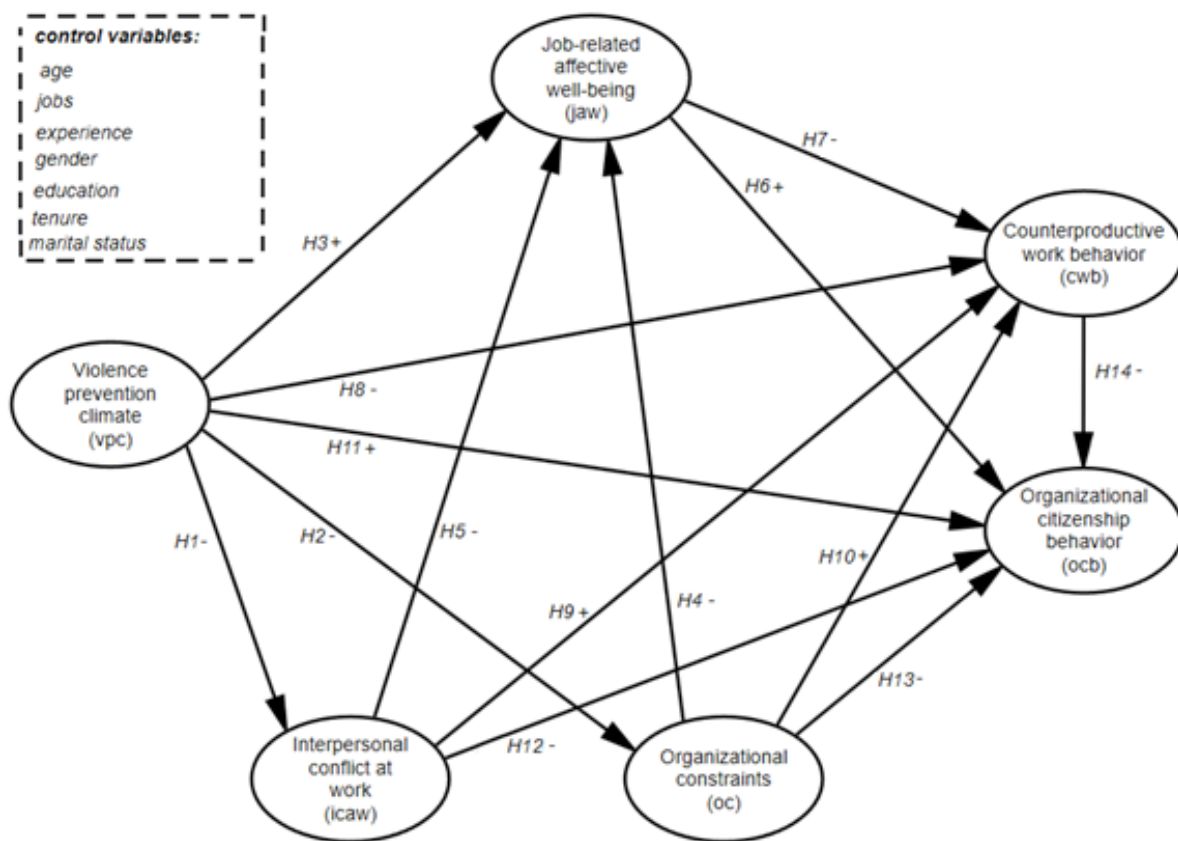 control variables:
age
jobs
experience
gender
education
tenure
marital status
Job-related
affective
well-being
(jaw)
H7 -
H6 +
Counterproductive
work behavior
(cwb)
H3 +
Violence
prevention
climate
(vpc)
H8 -
H14 -
H11 +
Organizational
citizenship
behavior
(ocb)
H1-
H2 -
H5 -
H10+
H9 +
H4 -
H13-
H12 -
Interpersonal
conflict at
work
(icaw)
Organizational
constraints
(oc)